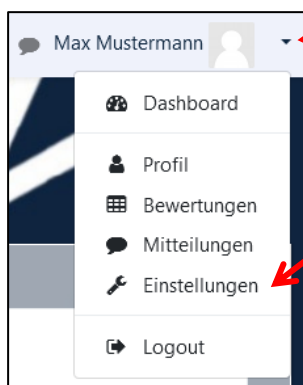 Max Mustermann
Dashboard
Profil
Bewertungen
Mitteilungen
Einstellungen
Logout